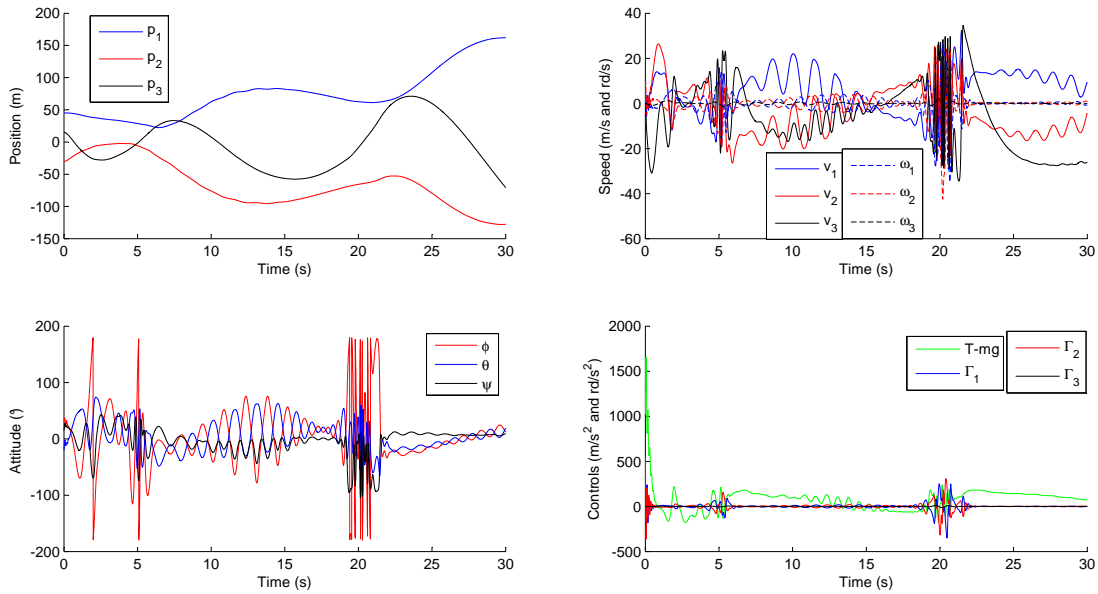 200
150
100
50
0
-50
-100
-150
0 5 10 15 20 25 30
Position (m)
Time (s)
p1
p2
p3
60
40
20
0
-20
-40
-60
0 5 10 15 20 25 30
Speed (m/s and rd/s)
Time (s)
v1
v2
v3
ω1
ω2
ω3
200
100
0
-100
-200
0 5 10 15 20 25 30
Attitude (°)
Time (s)
ϕ
θ
ψ
2000
1500
1000
500
0
-500
0 5 10 15 20 25 30
Controls (m/s² and rd/s²)
Time (s)
T-mg
Γ1
Γ2
Γ3